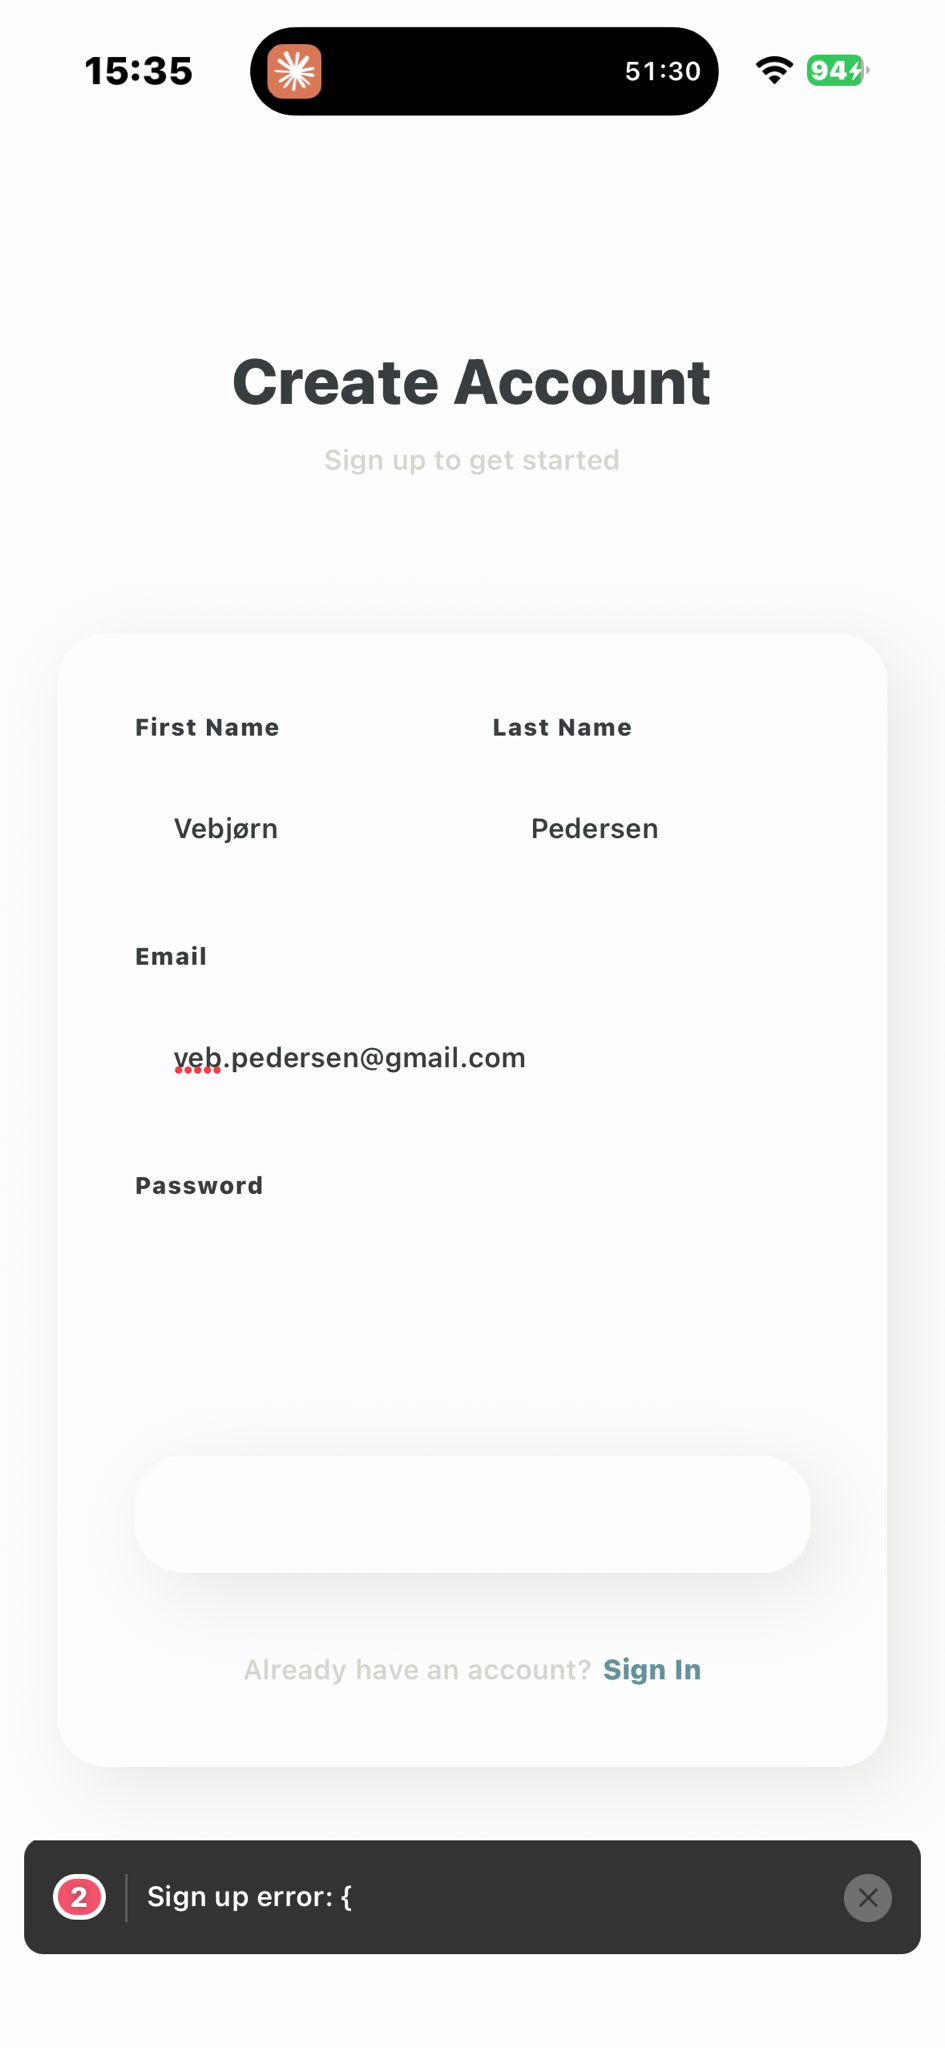 15:35
51:30
94
Create Account
Sign up to get started
First Name
Last Name
Vebjørn
Pedersen
Email
veb.pedersen@gmail.com
Password
Already have an account? Sign In
2
Sign up error: {